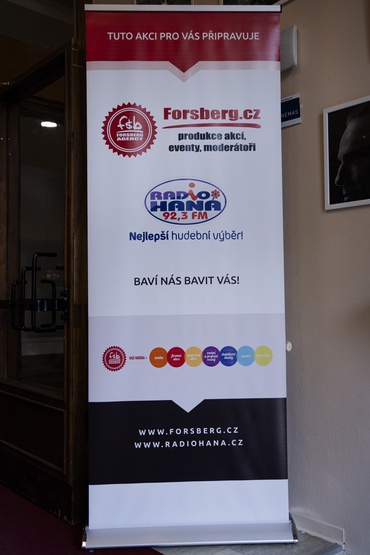 TUTO AKCI PRO VÁS PŘIPRAVUJE
fsb
FORSBERG
AGENCY
Forsberg.cz
produkce akcí,
eventy, moderátoři
RADIO
HANÁ
92,3 FM
Nejlepší hudební výběr!
BAVÍ NÁS BAVIT VÁS!
WWW.FORSBERG.CZ
WWW.RADIOHANA.CZ